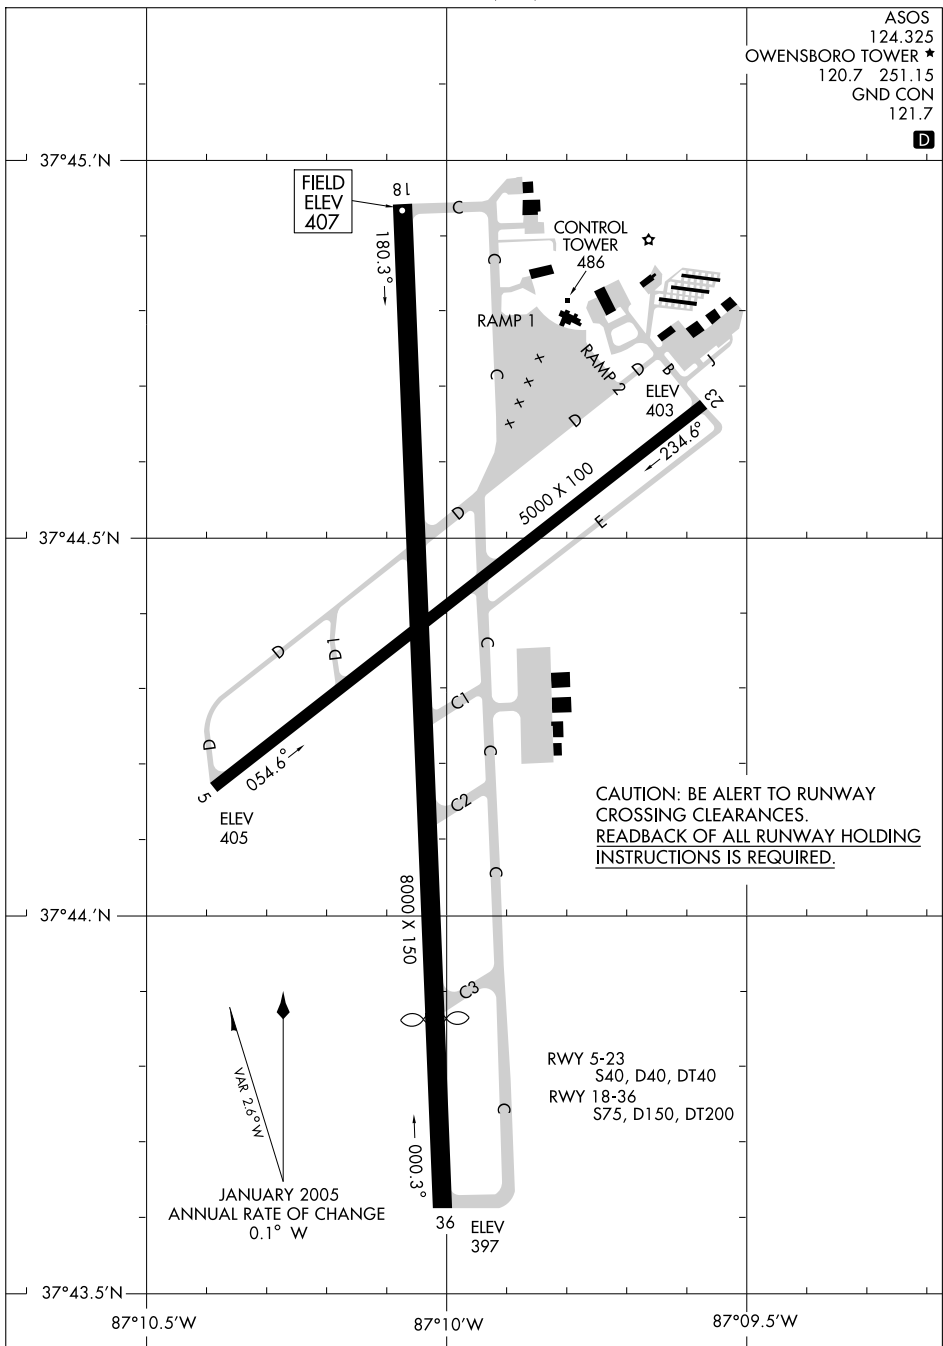 ASOS
124.325
OWENSBORO TOWER ★
120.7 251.15
GND CON
121.7
D
37°45.'N
FIELD
ELEV
407
18
C
180.3°
C
CONTROL
TOWER
486
RAMP 1
RAMP 2
C
D
D
B
J
ELEV
403
23
234.6°
5000 X 100
D
E
37°44.5'N
D
D1
C
C1
C
D
054.6°
5
ELEV
405
C2
CAUTION: BE ALERT TO RUNWAY
CROSSING CLEARANCES.
READBACK OF ALL RUNWAY HOLDING
INSTRUCTIONS IS REQUIRED.
C
8000 X 150
37°44.'N
C3
VAR 2.6°W
RWY 5-23
S40, D40, DT40
RWY 18-36
S75, D150, DT200
C
000.3°
JANUARY 2005
ANNUAL RATE OF CHANGE
0.1° W
36
ELEV
397
37°43.5'N
87°10.5'W
87°10'W
87°09.5'W